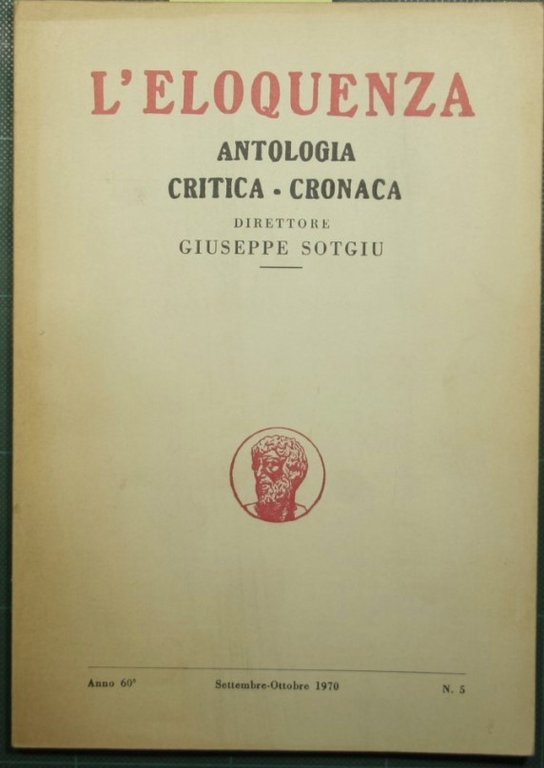 L'ELOQUENZA
ANTOLOGIA
CRITICA - CRONACA
DIRETTORE
GIUSEPPE SOTGIU
Anno 60° Settembre-Ottobre 1970 N. 5